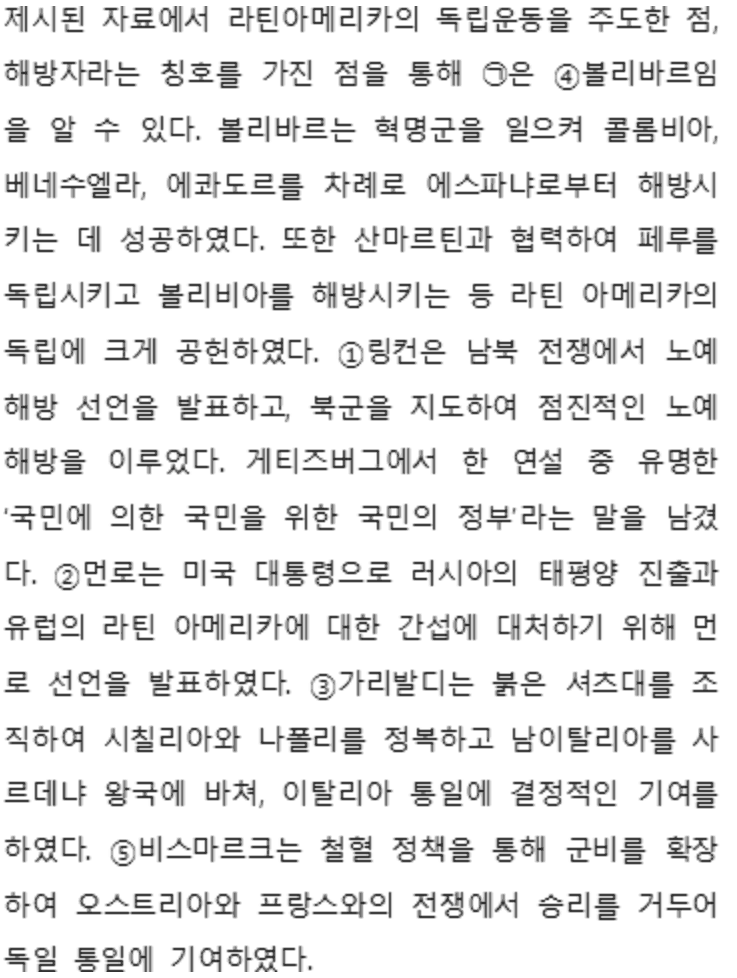 제시된 자료에서 라틴아메리카의 독립운동을 주도한 점,
해방자라는 칭호를 가진 점을 통해 ㉠은 ④볼리바르임
을 알 수 있다. 볼리바르는 혁명군을 일으켜 콜롬비아,
베네수엘라, 에콰도르를 차례로 에스파냐로부터 해방시
키는 데 성공하였다. 또한 산마르틴과 협력하여 페루를
독립시키고 볼리비아를 해방시키는 등 라틴 아메리카의
독립에 크게 공헌하였다. ①링컨은 남북 전쟁에서 노예
해방 선언을 발표하고, 북군을 지도하여 점진적인 노예
해방을 이루었다. 게티즈버그에서 한 연설 중 유명한
‘국민에 의한 국민을 위한 국민의 정부’라는 말을 남겼
다. ②먼로는 미국 대통령으로 러시아의 태평양 진출과
유럽의 라틴 아메리카에 대한 간섭에 대처하기 위해 먼
로 선언을 발표하였다. ③가리발디는 붉은 셔츠대를 조
직하여 시칠리아와 나폴리를 정복하고 남이탈리아를 사
르데냐 왕국에 바쳐, 이탈리아 통일에 결정적인 기여를
하였다. ⑤비스마르크는 철혈 정책을 통해 군비를 확장
하여 오스트리아와 프랑스와의 전쟁에서 승리를 거두어
독일 통일에 기여하였다.